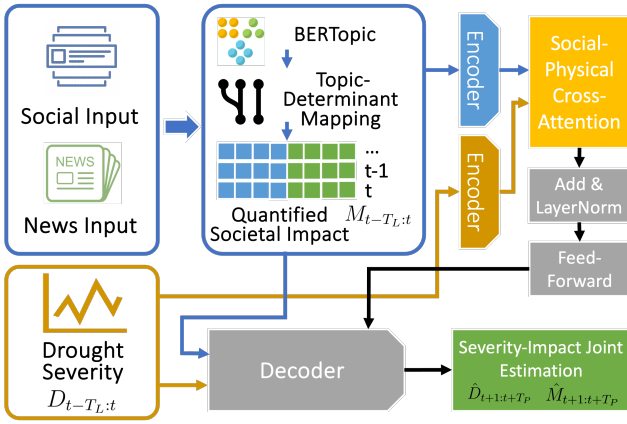 Social Input
NEWS
News Input
BERTopic
Topic-
Determinant
Mapping
...
t-1
t
Quantified
Societal Impact
M_{t-T_L:t}
Encoder
Encoder
Social-
Physical
Cross-
Attention
Add &
LayerNorm
Feed-
Forward
Drought
Severity
D_{t-T_L:t}
Decoder
Severity-Impact Joint
Estimation
D̂_{t+1:t+T_P} M̂_{t+1:t+T_P}